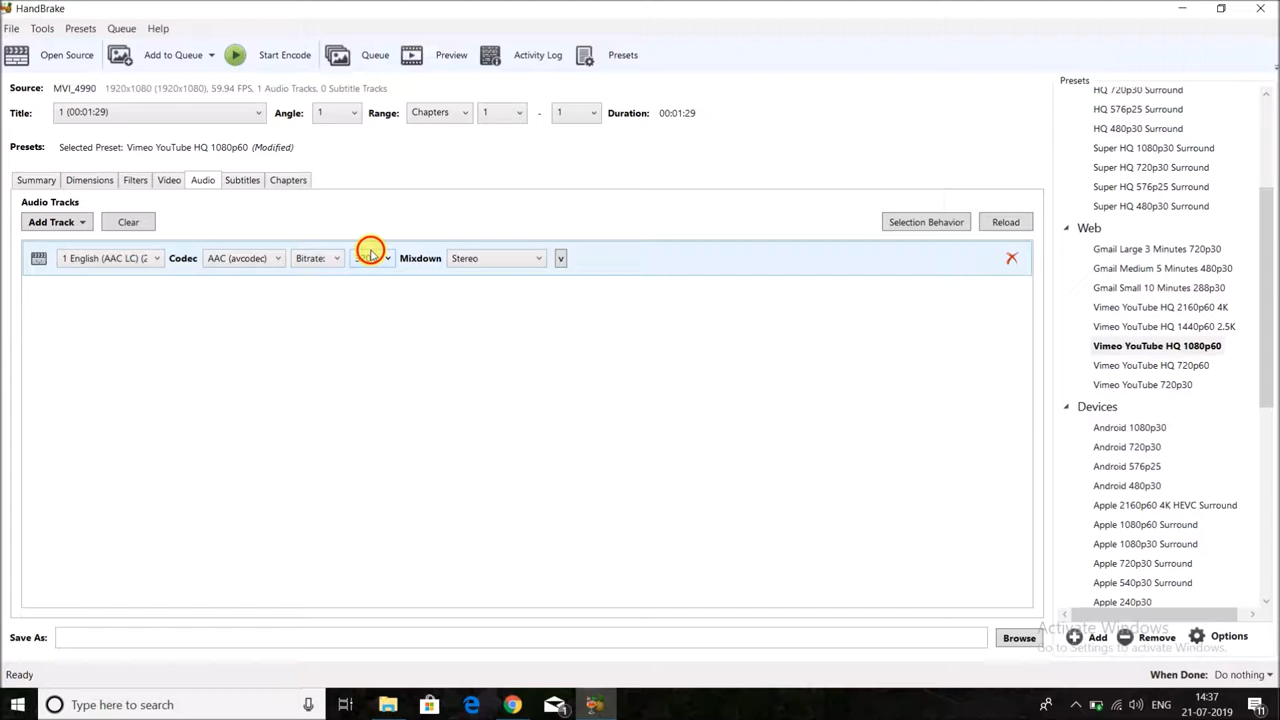 HandBrake
File Tools Presets Queue Help
Open Source Add to Queue Start Encode Queue Preview Activity Log Presets
Source: MVI_4990 1920x1080 (1920x1080), 59.94 FPS, 1 Audio Tracks, 0 Subtitle Tracks
Title: 1 (00:01:29) Angle: 1 Range: Chapters 1 - 1 Duration: 00:01:29
Presets: Selected Preset: Vimeo YouTube HQ 1080p60 (Modified)
Summary Dimensions Filters Video Audio Subtitles Chapters
Audio Tracks
Add Track Clear Selection Behavior Reload
1 English (AAC LC) (2 Codec AAC (avcodec) Bitrate: Mixdown Stereo v
Save As: Browse
Ready
When Done: Do nothing
Presets
HQ 720p30 Surround
HQ 576p25 Surround
HQ 480p30 Surround
Super HQ 1080p30 Surround
Super HQ 720p30 Surround
Super HQ 576p25 Surround
Super HQ 480p30 Surround
Web
Gmail Large 3 Minutes 720p30
Gmail Medium 5 Minutes 480p30
Gmail Small 10 Minutes 288p30
Vimeo YouTube HQ 2160p60 4K
Vimeo YouTube HQ 1440p60 2.5K
Vimeo YouTube HQ 1080p60
Vimeo YouTube HQ 720p60
Vimeo YouTube 720p30
Devices
Android 1080p30
Android 720p30
Android 576p25
Android 480p30
Apple 2160p60 4K HEVC Surround
Apple 1080p60 Surround
Apple 1080p30 Surround
Apple 720p30 Surround
Apple 540p30 Surround
Apple 240p30
Activate Windows
Go to Settings to activate Windows.
Add Remove Options
Type here to search
1
ENG
14:37
21-07-2019
11